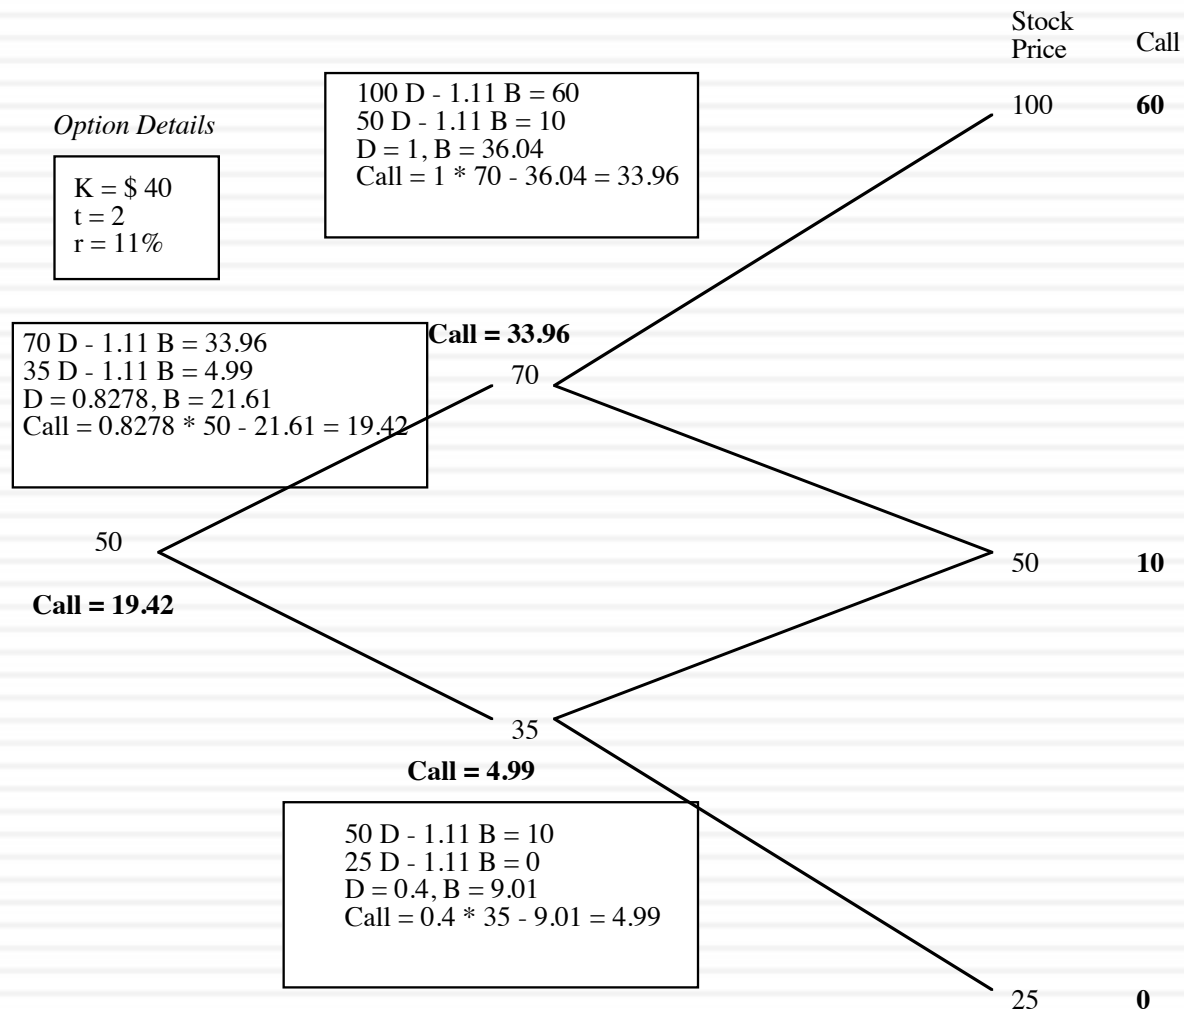 Stock
Price
Call
100 D - 1.11 B = 60
50 D - 1.11 B = 10
D = 1, B = 36.04
Call = 1 * 70 - 36.04 = 33.96
100
60
Option Details
K = $ 40
t = 2
r = 11%
70 D - 1.11 B = 33.96
35 D - 1.11 B = 4.99
D = 0.8278, B = 21.61
Call = 0.8278 * 50 - 21.61 = 19.42
Call = 33.96
70
50
Call = 19.42
50
10
35
Call = 4.99
50 D - 1.11 B = 10
25 D - 1.11 B = 0
D = 0.4, B = 9.01
Call = 0.4 * 35 - 9.01 = 4.99
25
0